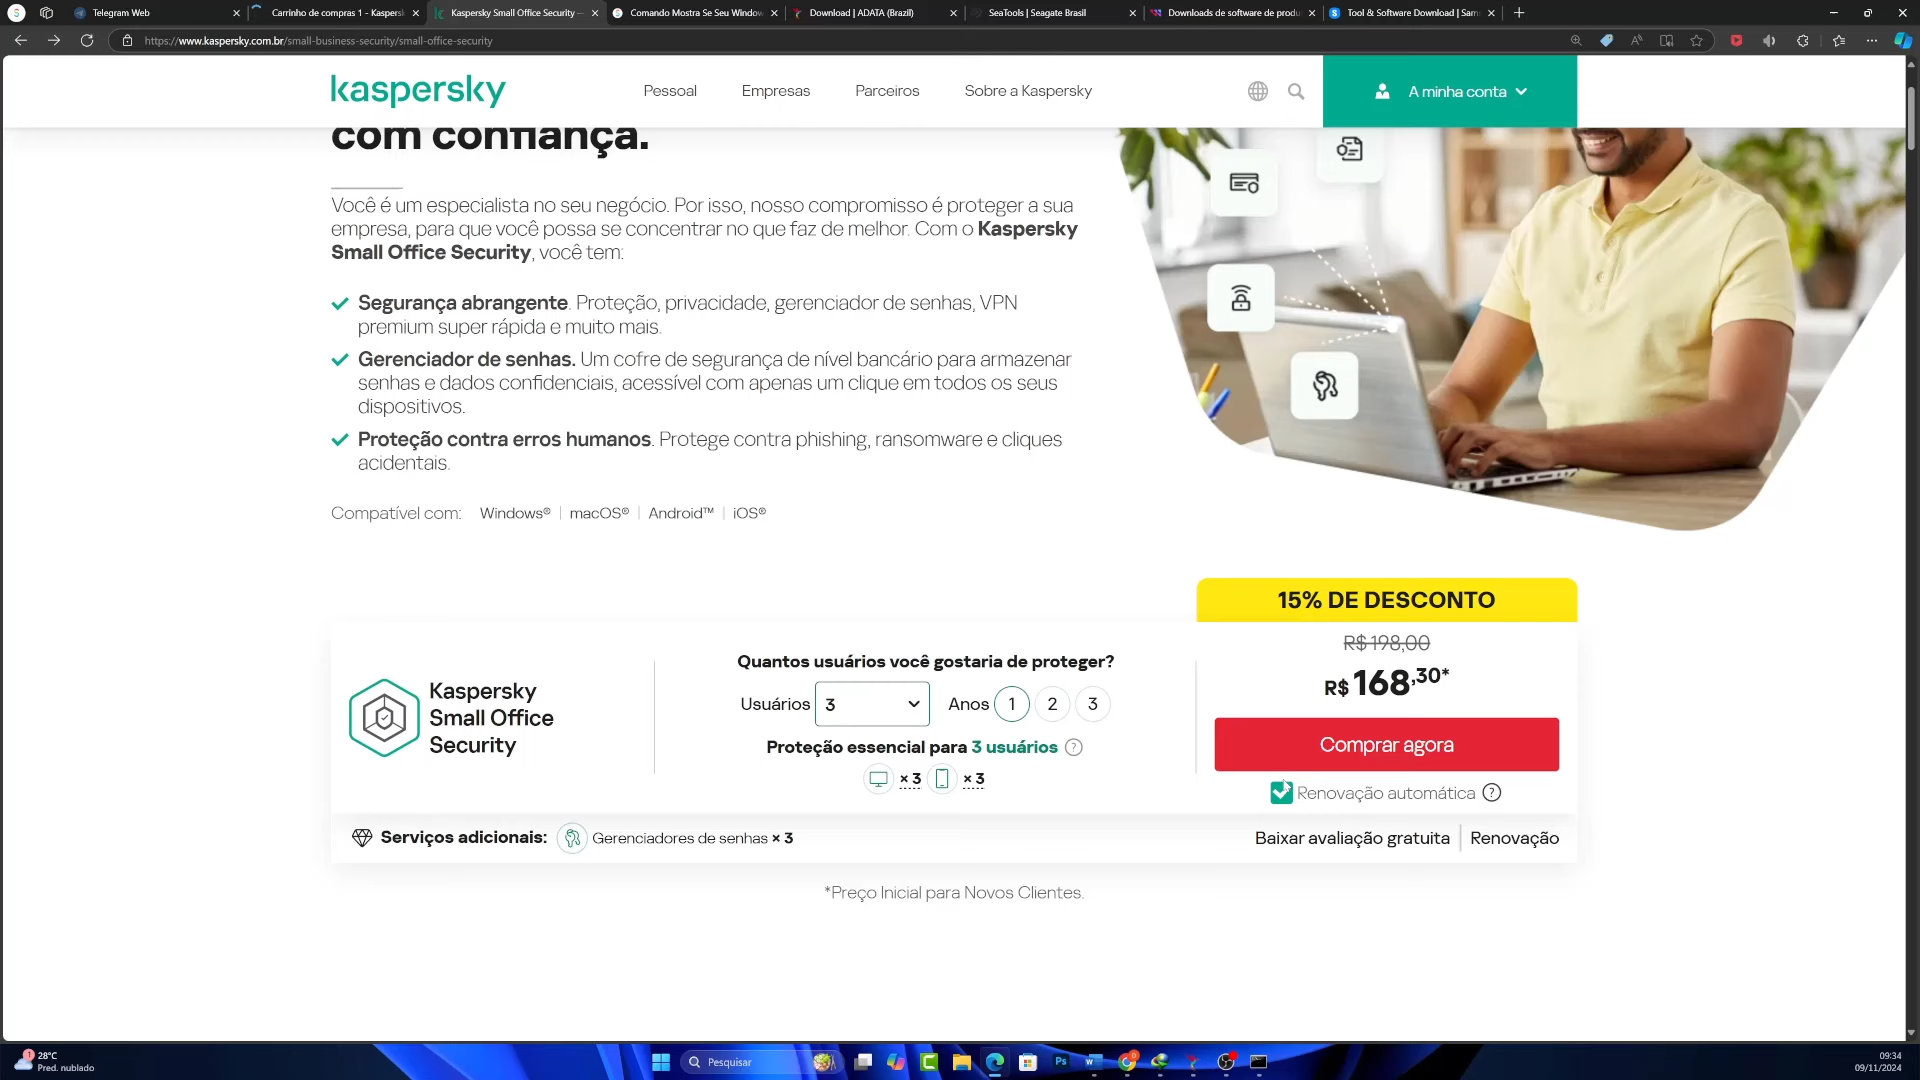 Telegram Web
Carrinho de compras 1 - Kaspersk
Kaspersky Small Office Security —
Comando Mostra Se Seu Window
Download | ADATA (Brazil)
SeaTools | Seagate Brasil
Downloads de software de produ
Tool & Software Download | Sam
https://www.kaspersky.com.br/small-business-security/small-office-security
kaspersky
Pessoal
Empresas
Parceiros
Sobre a Kaspersky
A minha conta
com confiança.
Você é um especialista no seu negócio. Por isso, nosso compromisso é proteger a sua
empresa, para que você possa se concentrar no que faz de melhor. Com o Kaspersky
Small Office Security, você tem:
Segurança abrangente. Proteção, privacidade, gerenciador de senhas, VPN
premium super rápida e muito mais.
Gerenciador de senhas. Um cofre de segurança de nível bancário para armazenar
senhas e dados confidenciais, acessível com apenas um clique em todos os seus
dispositivos.
Proteção contra erros humanos. Protege contra phishing, ransomware e cliques
acidentais.
Compatível com: Windows® | macOS® | Android™ | iOS®
15% DE DESCONTO
R$ 198,00
R$ 168,30*
Kaspersky
Small Office
Security
Quantos usuários você gostaria de proteger?
Usuários 3 Anos 1 2 3
Proteção essencial para 3 usuários ?
× 3 × 3
Comprar agora
Renovação automática ?
Serviços adicionais: Gerenciadores de senhas × 3
Baixar avaliação gratuita | Renovação
*Preço Inicial para Novos Clientes.
1
28°C
Pred. nublado
Pesquisar
Ps
09:34
09/11/2024